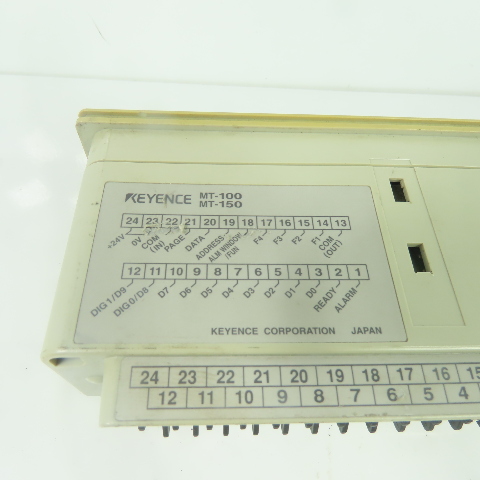 KEYENCE MT-100
MT-150
24 23 22 21 20 19 18 17 16 15 14 13
+24V 0V COM (IN) PAGE DATA ADDRESS ALM WINDOW /FUN F4 F3 F2 F1 COM (OUT)
12 11 10 9 8 7 6 5 4 3 2 1
DIG1/D9 DIG0/D8 D7 D6 D5 D4 D3 D2 D1 D0 READY ALARM
KEYENCE CORPORATION JAPAN
24 23 22 21 20 19 18 17 16 15
12 11 10 9 8 7 6 5 4